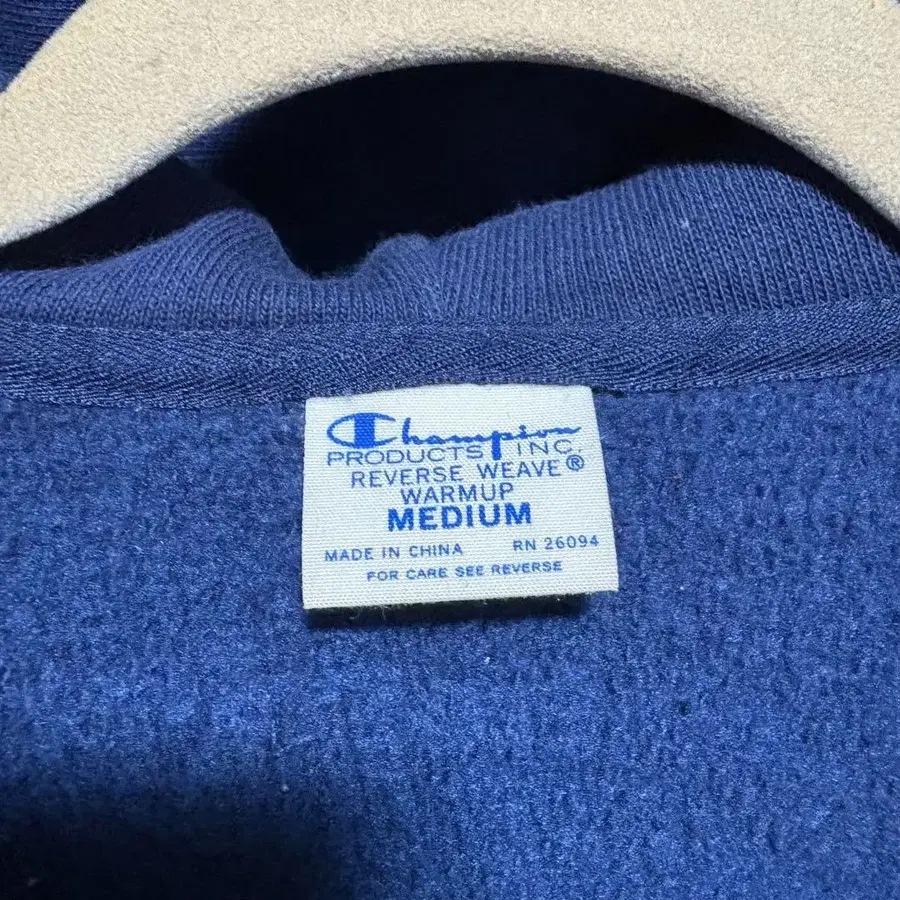 Champion
PRODUCTS INC
REVERSE WEAVE®
WARMUP
MEDIUM
MADE IN CHINA RN 26094
FOR CARE SEE REVERSE